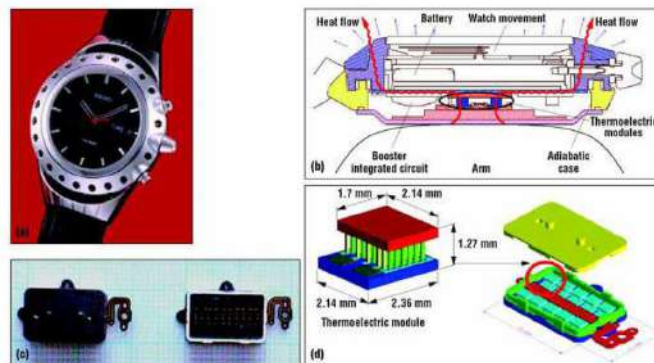 SEIKO
(a)
Heat flow
Battery
Watch movement
Heat flow
Thermoelectric
modules
(b)
Booster
integrated circuit
Arm
Adiabatic
case
(c)
1.7 mm
2.14 mm
1.27 mm
2.14 mm
2.36 mm
Thermoelectric module
(d)